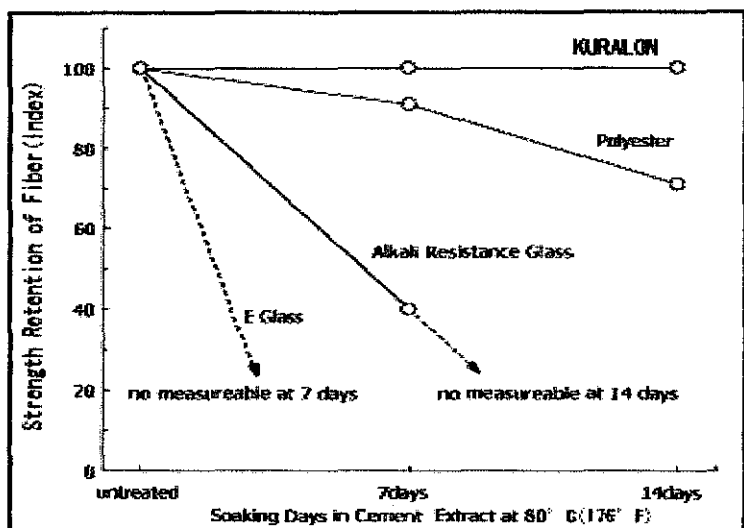 KURALON
Polyester
Alkali Resistance Glass
E Glass
no measureable at 7 days
no measureable at 14 days
Strength Retention of Fiber(Index)
100
80
60
40
20
0
untreated
7days
14days
Soaking Days in Cement Extract at 80° C(176° F)